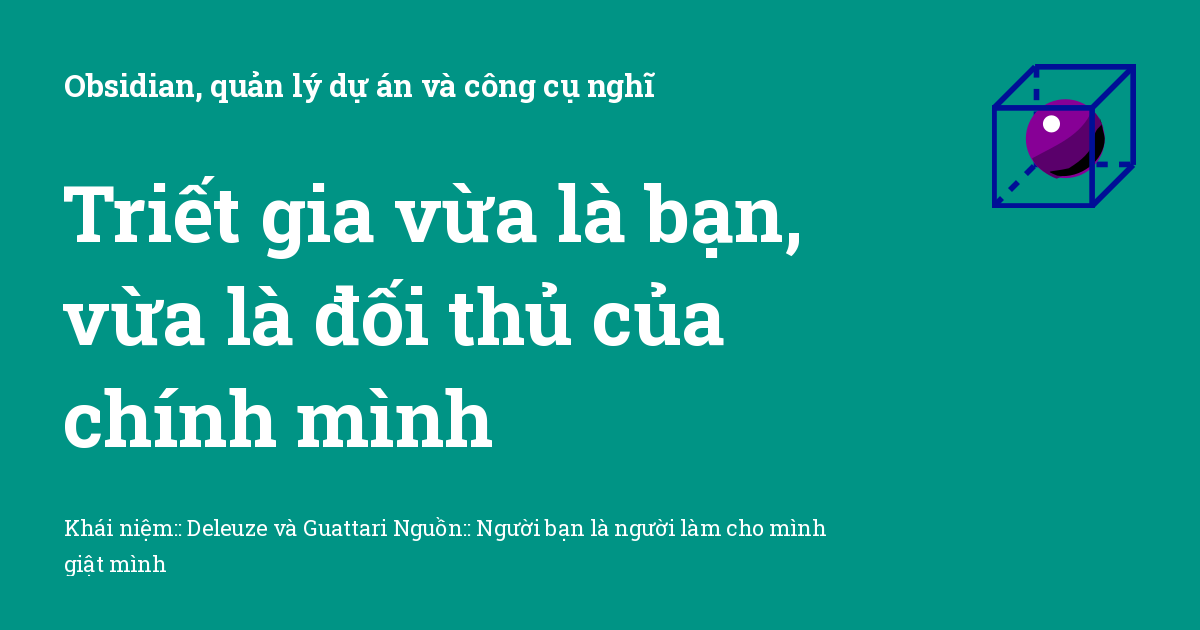 Obsidian, quản lý dự án và công cụ nghĩ
Triết gia vừa là bạn,
vừa là đối thủ của
chính mình
Khái niệm:: Deleuze và Guattari Nguồn:: Người bạn là người làm cho mình
giật mình